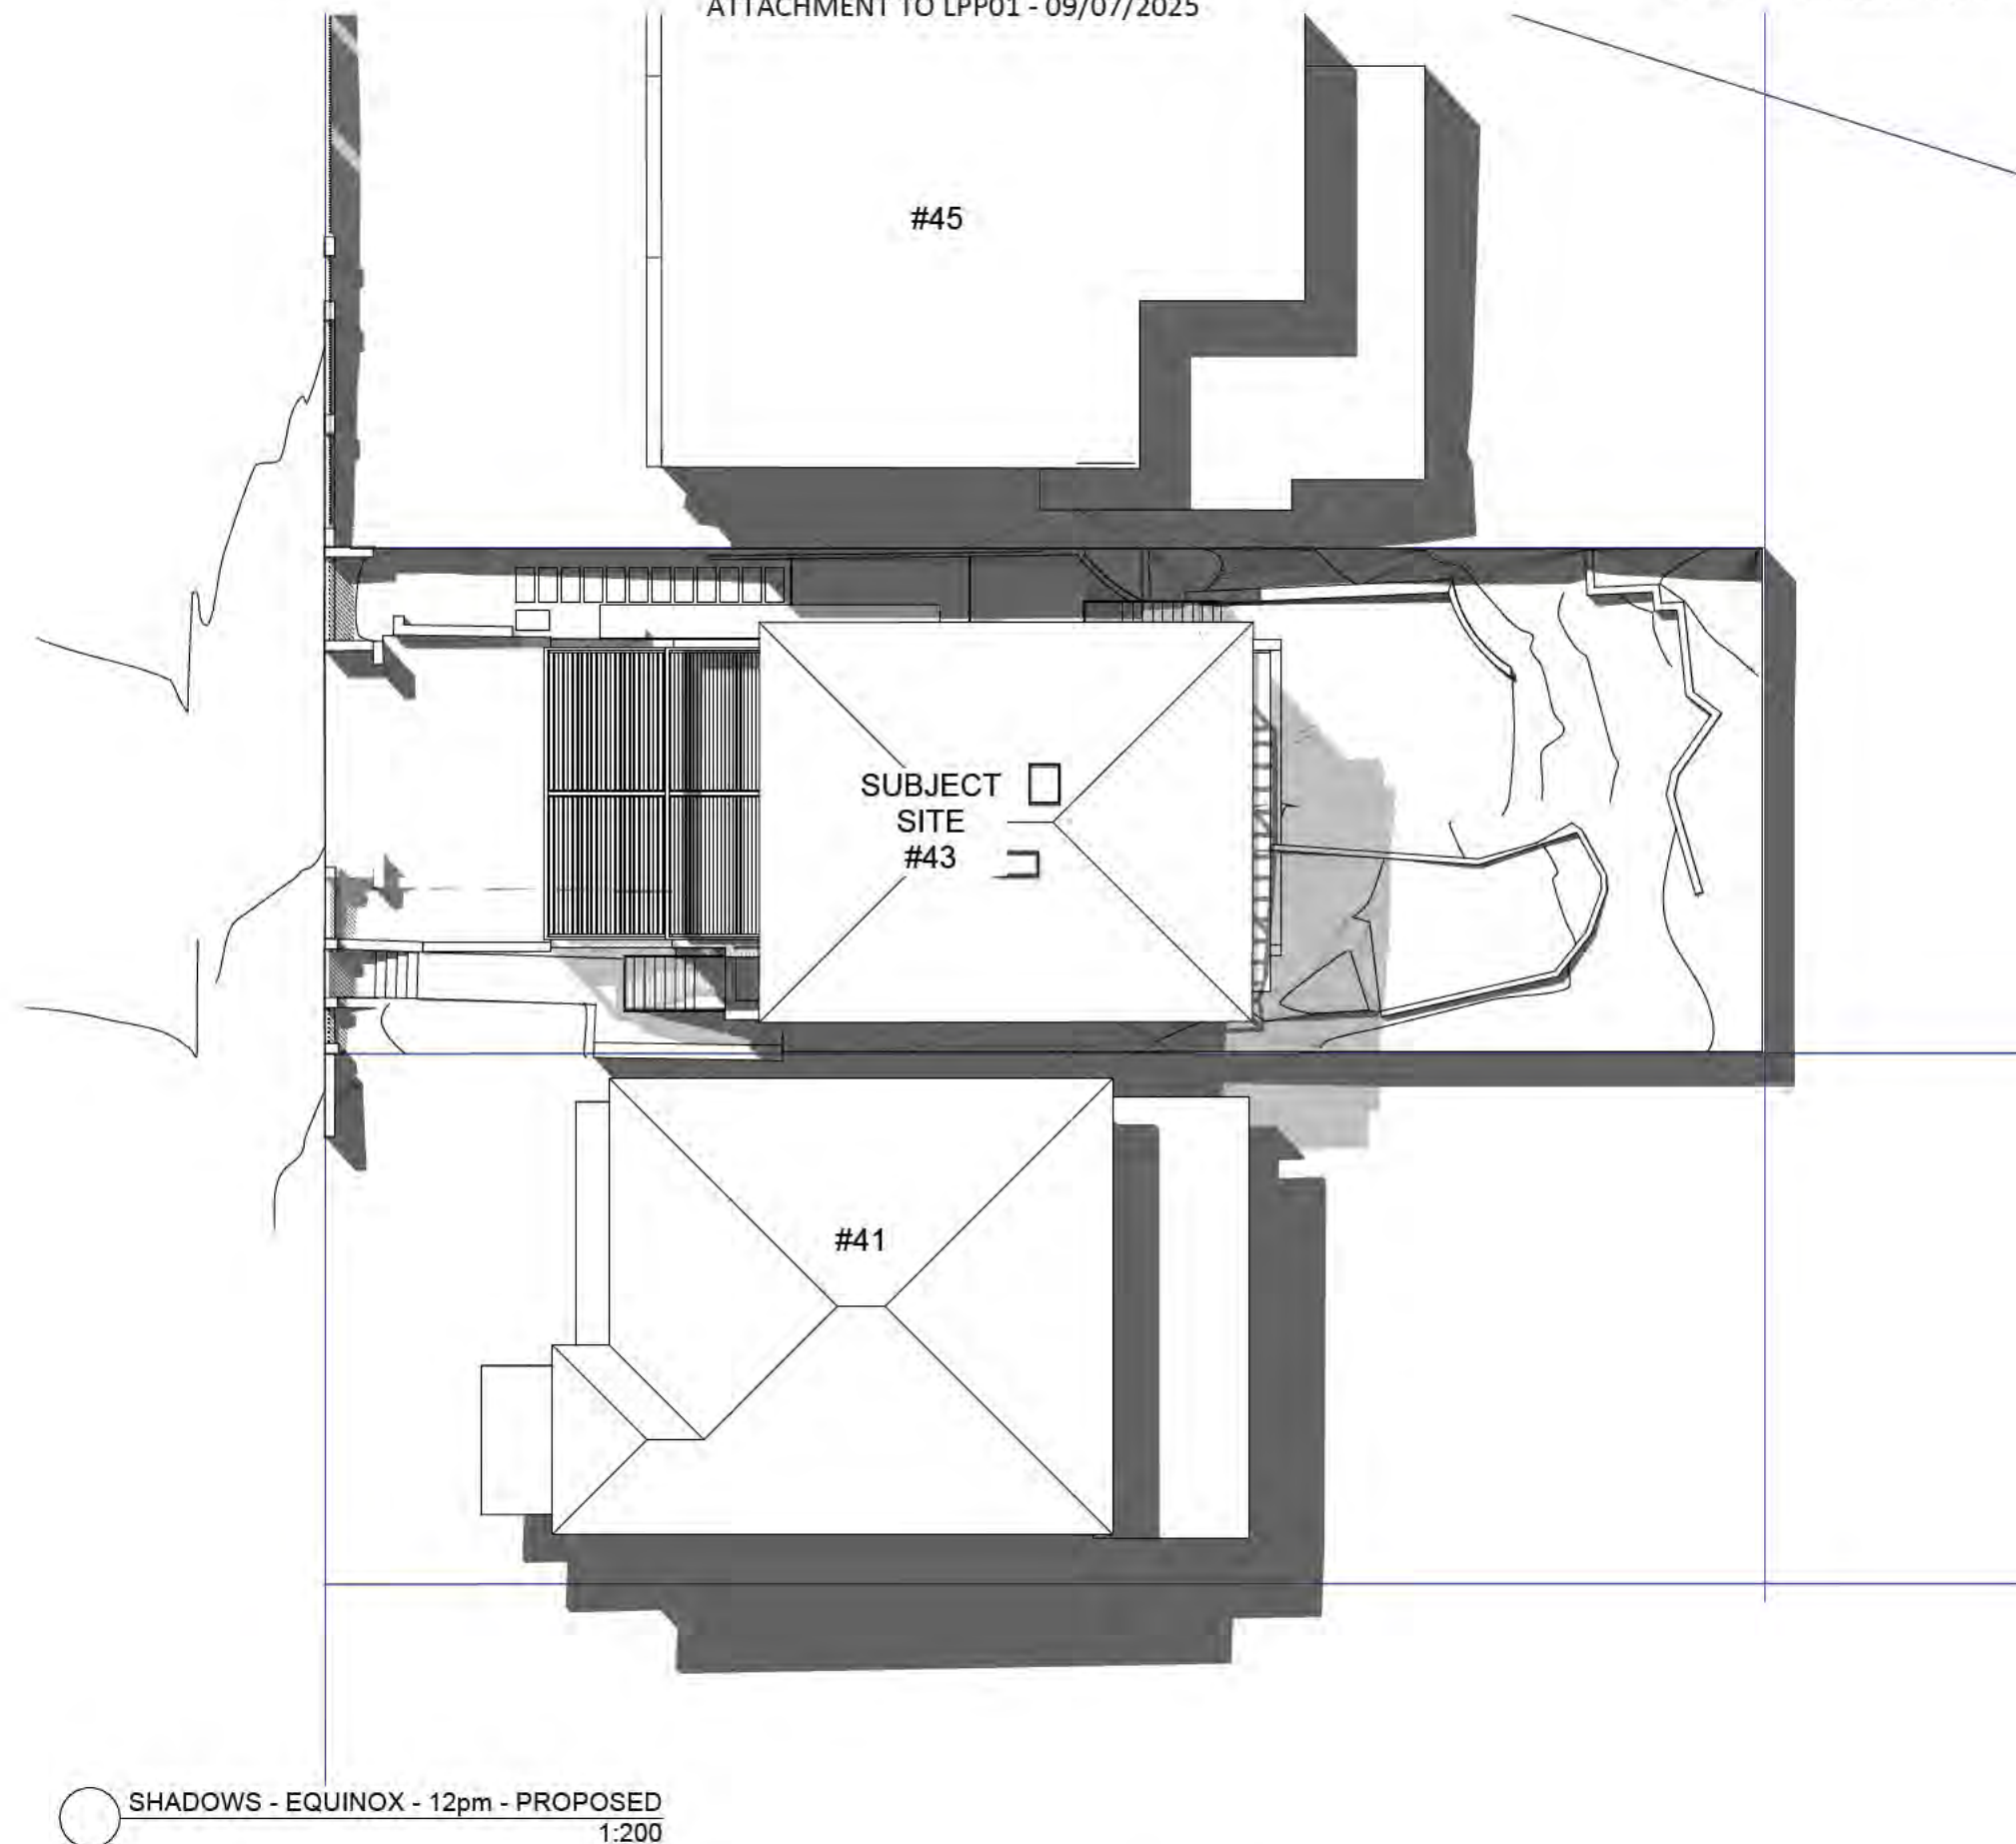 ATTACHMENT TO LPP01 - 09/07/2025
#45
SUBJECT
SITE
#43
#41
SHADOWS - EQUINOX - 12pm - PROPOSED
1:200